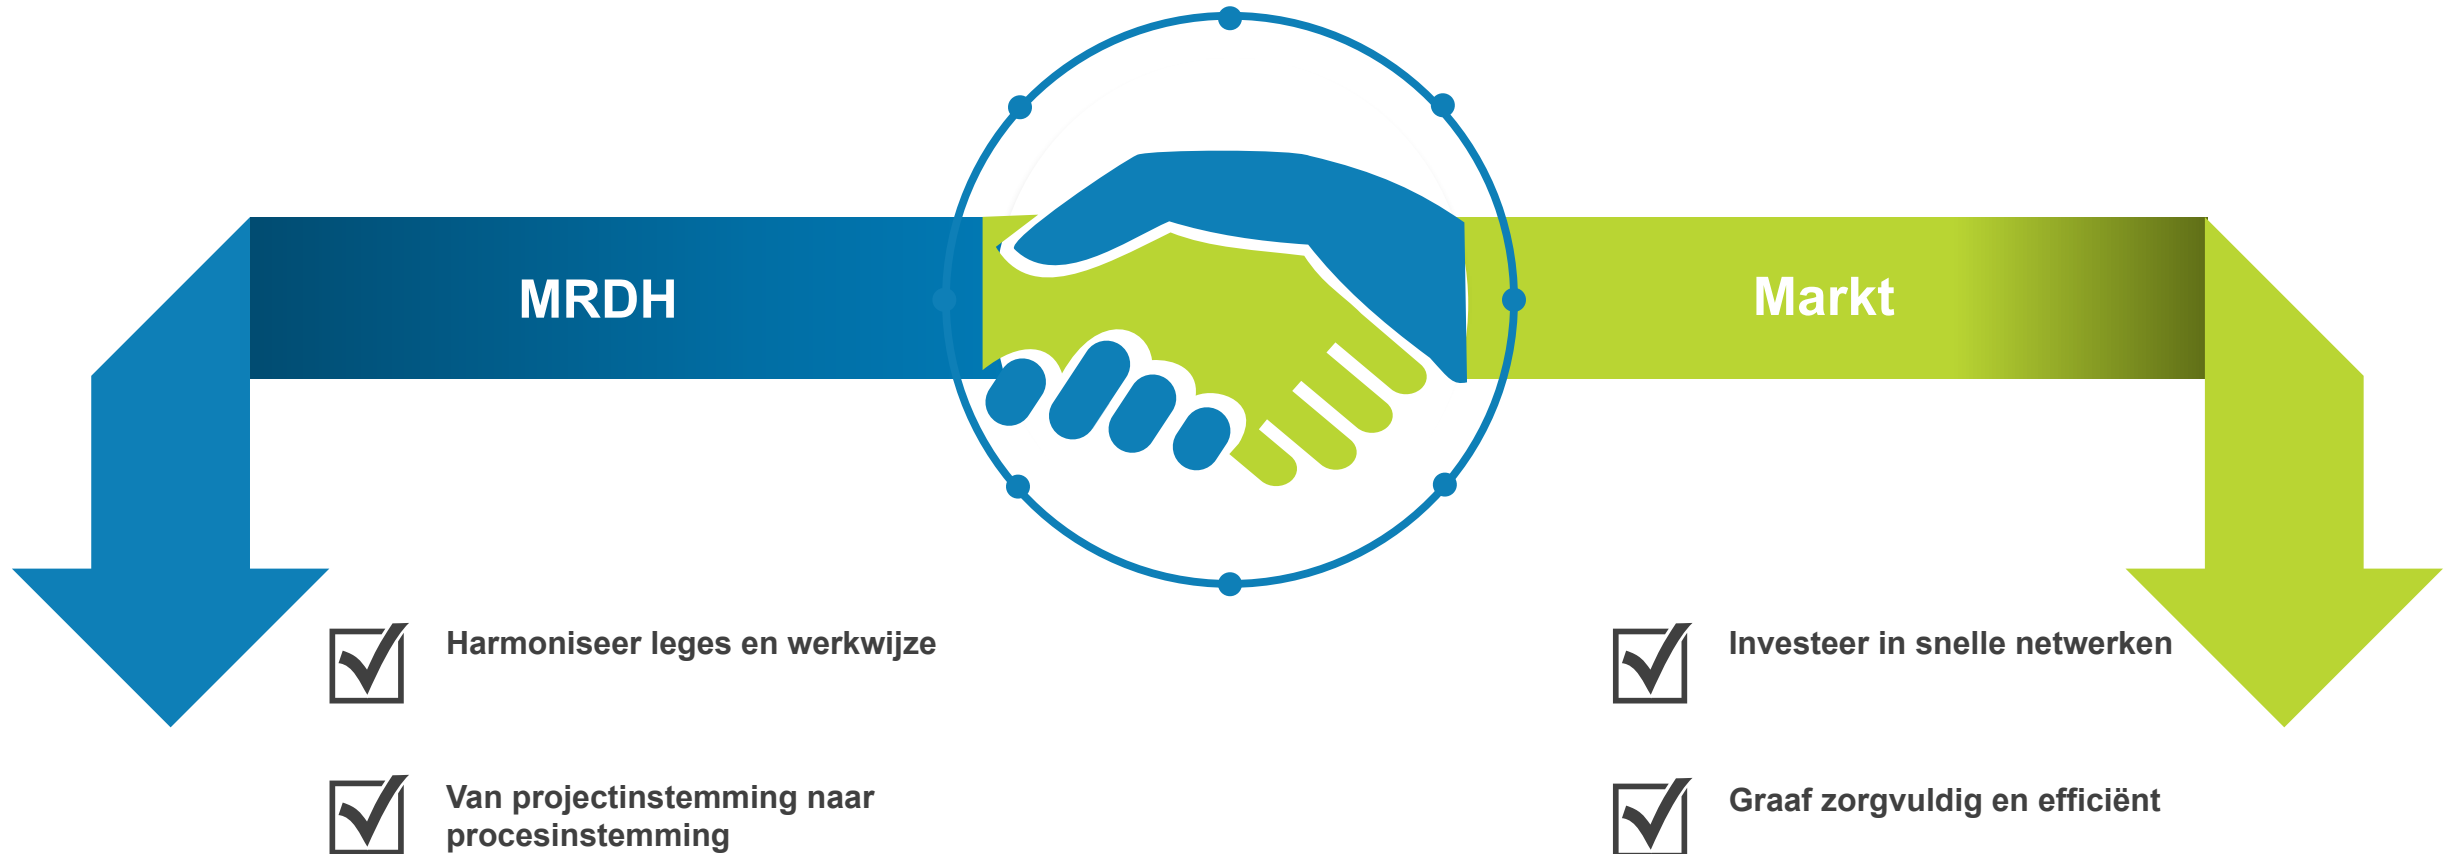 MRDH
Markt
Harmoniseer leges en werkwijze
Van projectinstemming naar
procesinstemming
Investeer in snelle netwerken
Graaf zorgvuldig en efficiënt